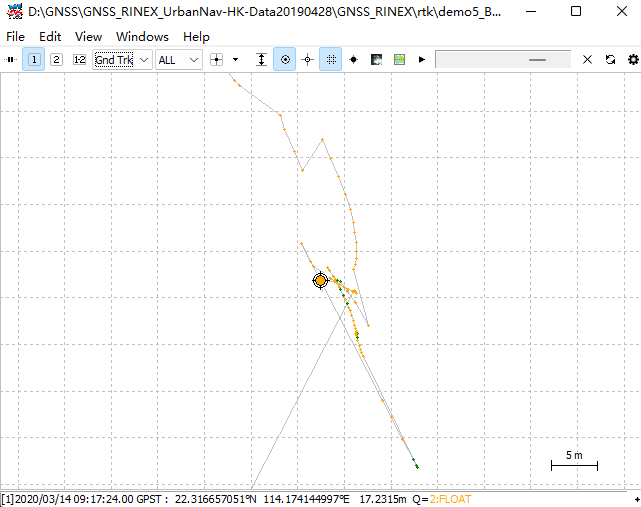 D:\GNSS\GNSS_RINEX_UrbanNav-HK-Data20190428\GNSS_RINEX\rtk\demo5_B...
File Edit View Windows Help
1 2 1-2 Gnd Trk ALL
5 m
[1]2020/03/14 09:17:24.00 GPST : 22.316657051°N 114.174144997°E 17.2315m Q=2:FLOAT